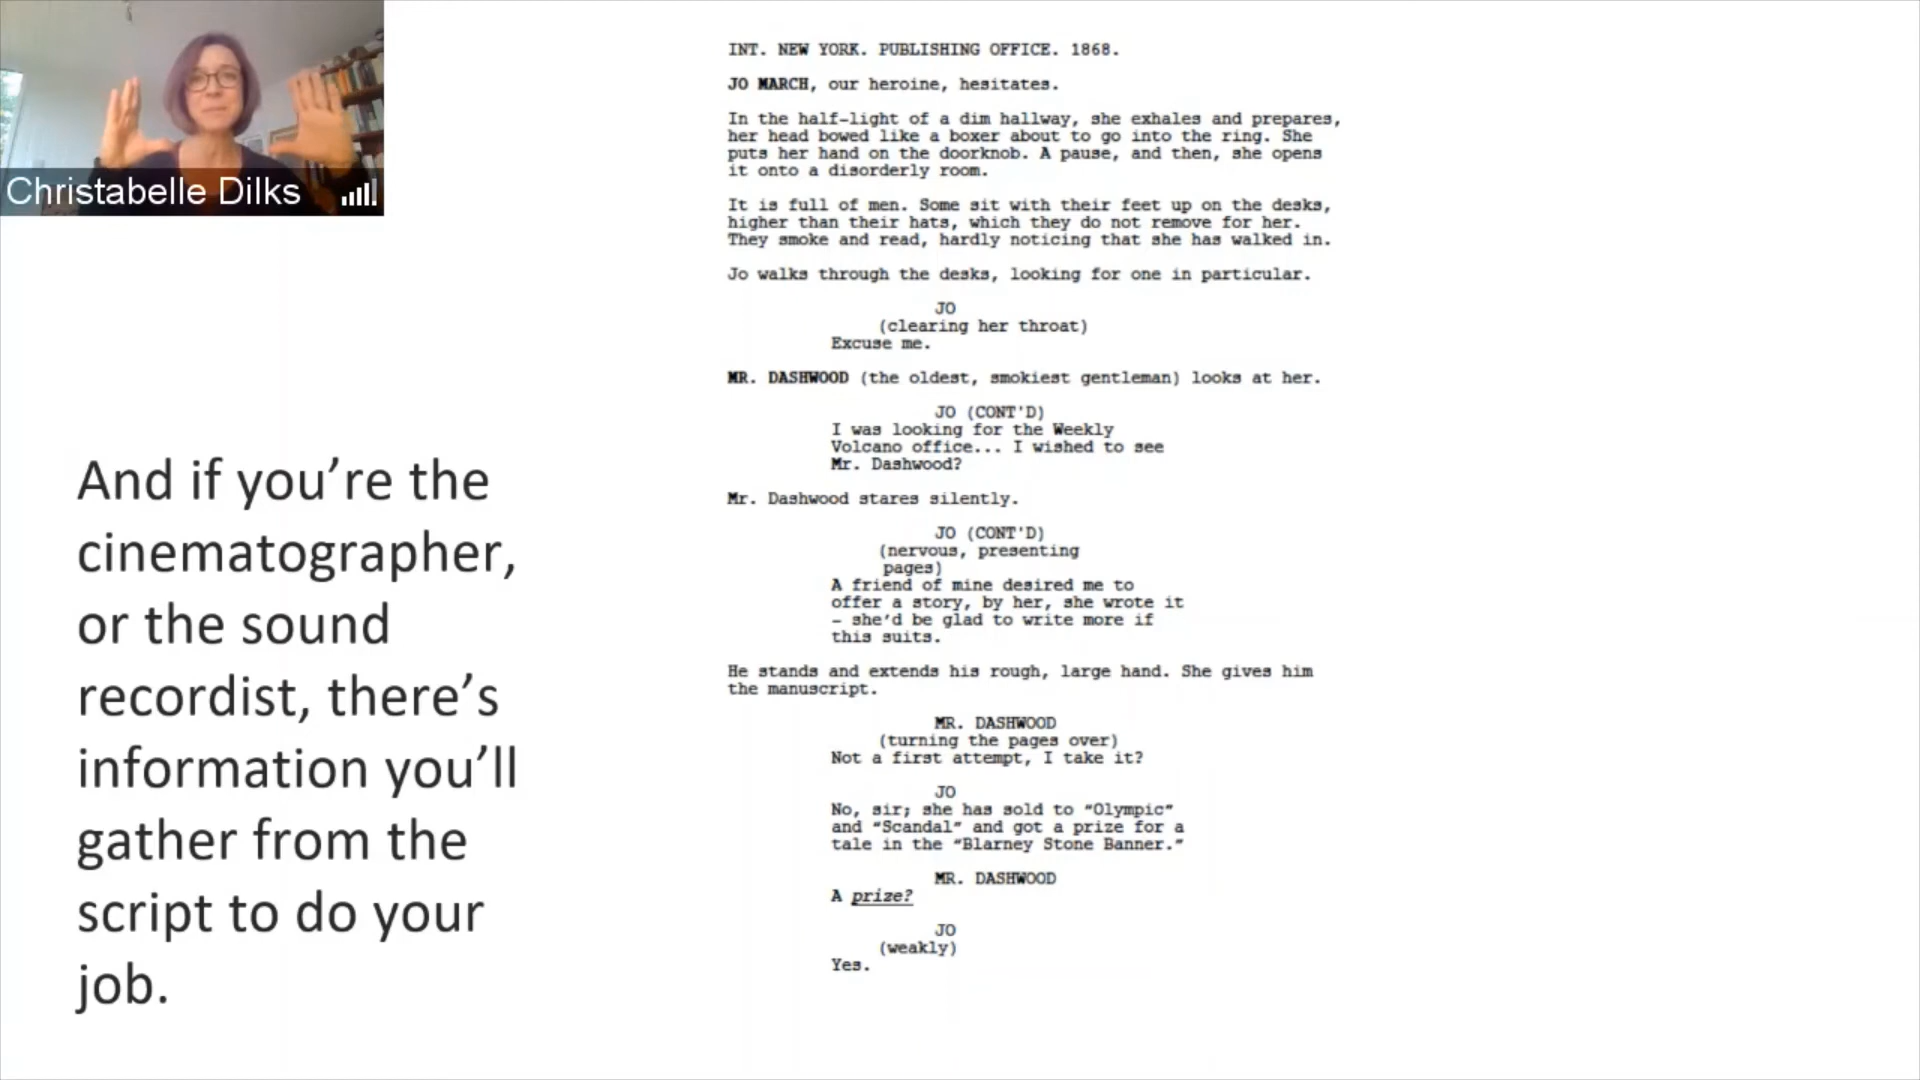 Christabelle Dilks
And if you’re the
cinematographer,
or the sound
recordist, there’s
information you’ll
gather from the
script to do your
job.
INT. NEW YORK. PUBLISHING OFFICE. 1868.
JO MARCH, our heroine, hesitates.
In the half-light of a dim hallway, she exhales and prepares,
her head bowed like a boxer about to go into the ring. She
puts her hand on the doorknob. A pause, and then, she opens
it onto a disorderly room.
It is full of men. Some sit with their feet up on the desks,
higher than their hats, which they do not remove for her.
They smoke and read, hardly noticing that she has walked in.
Jo walks through the desks, looking for one in particular.
JO
(clearing her throat)
Excuse me.
MR. DASHWOOD (the oldest, smokiest gentleman) looks at her.
JO (CONT'D)
I was looking for the Weekly
Volcano office... I wished to see
Mr. Dashwood?
Mr. Dashwood stares silently.
JO (CONT'D)
(nervous, presenting
pages)
A friend of mine desired me to
offer a story, by her, she wrote it
- she’d be glad to write more if
this suits.
He stands and extends his rough, large hand. She gives him
the manuscript.
MR. DASHWOOD
(turning the pages over)
Not a first attempt, I take it?
JO
No, sir; she has sold to “Olympic”
and “Scandal” and got a prize for a
tale in the “Blarney Stone Banner.”
MR. DASHWOOD
A prize?
JO
(weakly)
Yes.